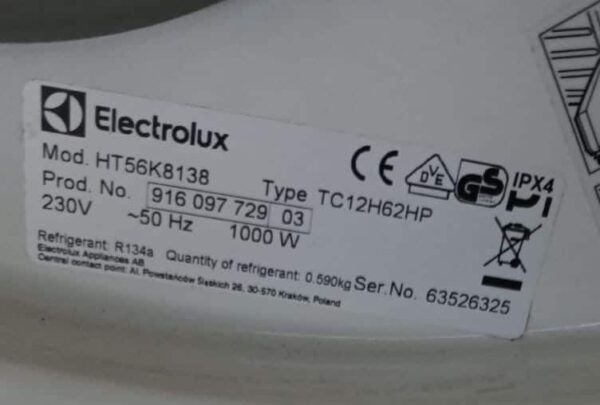 Electrolux
Mod. HT56K8138
Prod. No. 916 097 729 03 Type TC12H62HP
230V ~50 Hz 1000 W
Refrigerant: R134a Quantity of refrigerant: 0.590kg Ser.No. 63526325
Electrolux Appliances AB
Central contact point: Al. Powstańców Śląskich 26, 30-570 Kraków, Poland
CE DVE GS IPX4